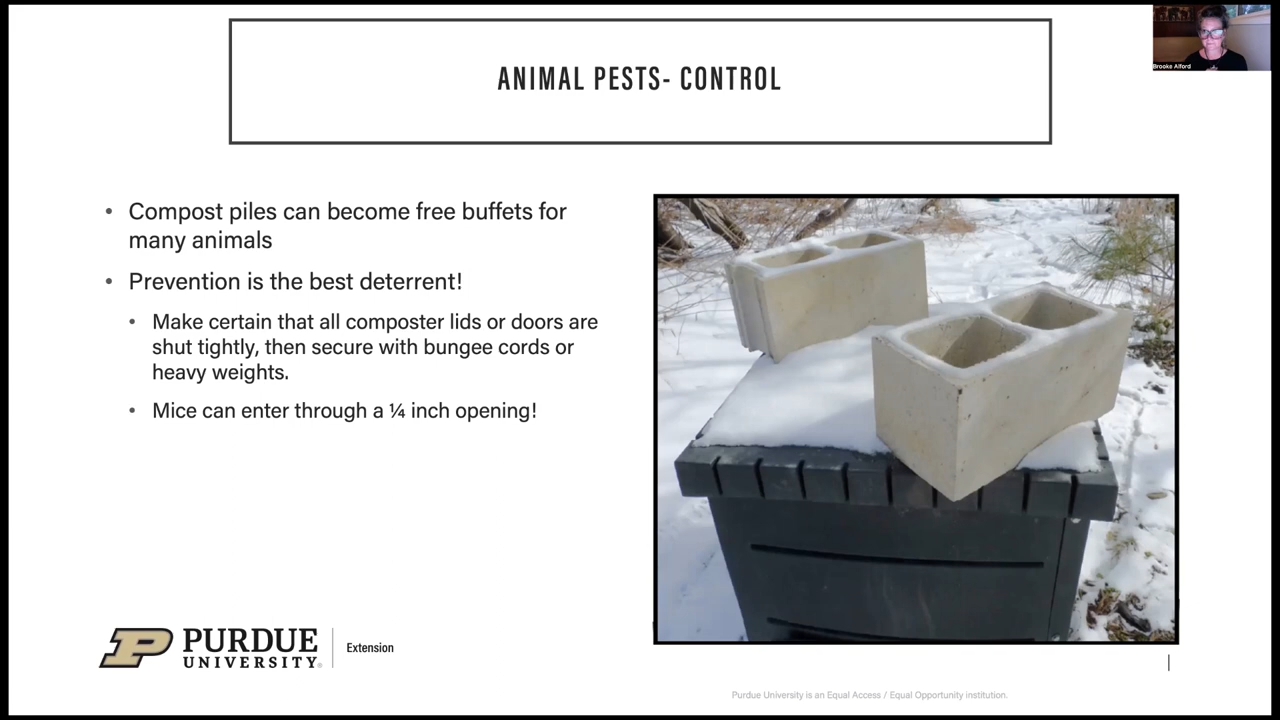 ANIMAL PESTS- CONTROL
Brooke Alford
• Compost piles can become free buffets for
many animals
• Prevention is the best deterrent!
• Make certain that all composter lids or doors are
shut tightly, then secure with bungee cords or
heavy weights.
• Mice can enter through a ¼ inch opening!
P PURDUE
UNIVERSITY®
Extension
Purdue University is an Equal Access / Equal Opportunity institution.